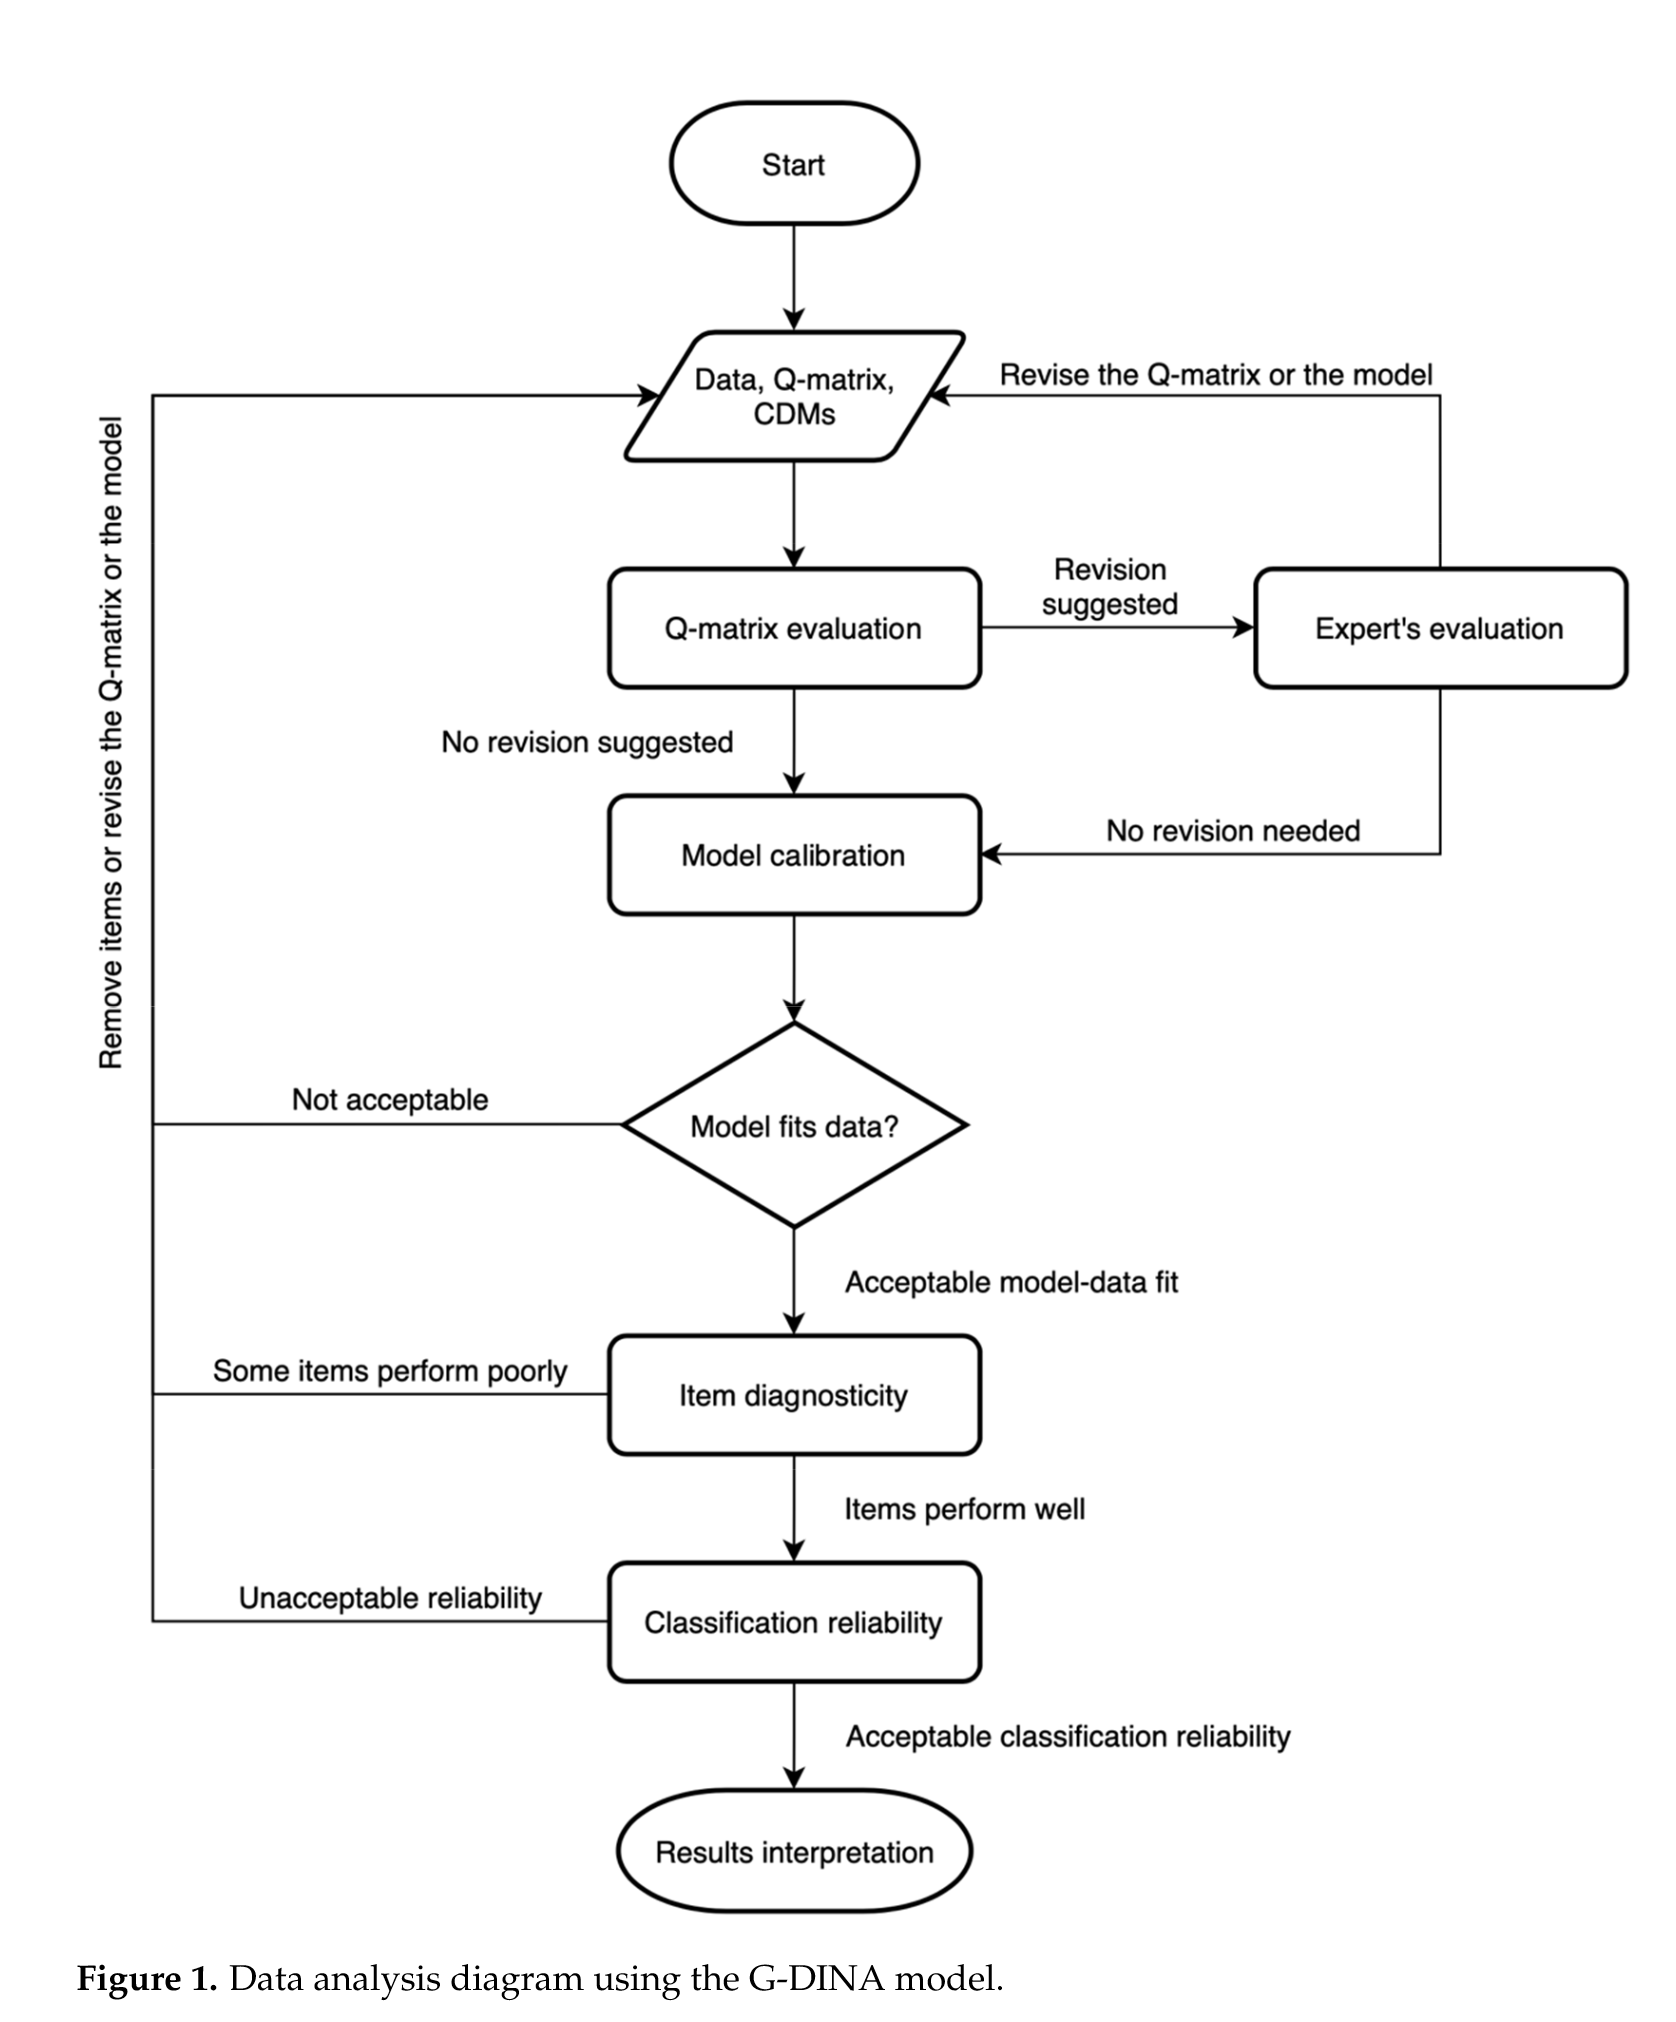 Start
Data, Q-matrix,
CDMs
Revise the Q-matrix or the model
Remove items or revise the Q-matrix or the model
Q-matrix evaluation
Revision
suggested
Expert's evaluation
No revision suggested
Model calibration
No revision needed
Not acceptable
Model fits data?
Acceptable model-data fit
Some items perform poorly
Item diagnosticity
Items perform well
Unacceptable reliability
Classification reliability
Acceptable classification reliability
Results interpretation
Figure 1. Data analysis diagram using the G-DINA model.